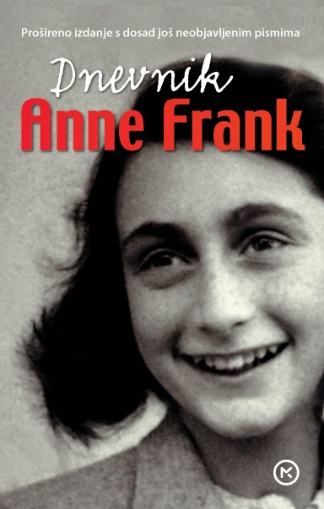 Prošireno izdanje s dosad još neobjavljenim pismima
Dnevnik
Anne Frank